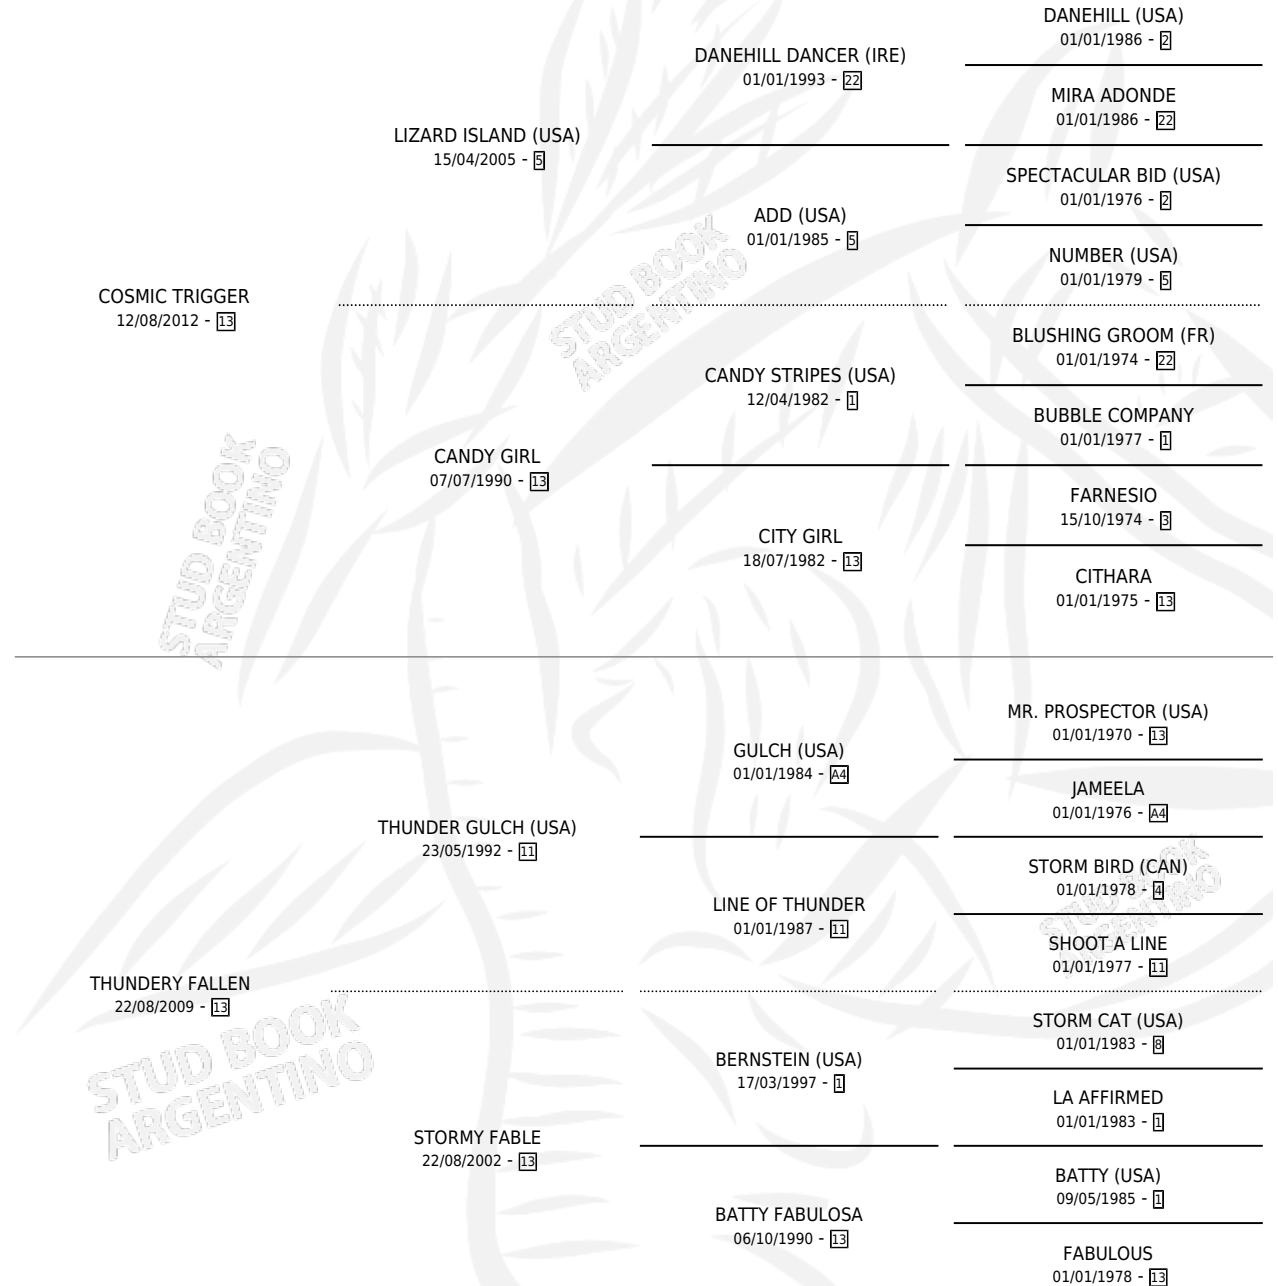 DANEHILL (USA)
01/01/1986 - 2
DANEHILL DANCER (IRE)
01/01/1993 - 22
MIRA ADONDE
01/01/1986 - 22
LIZARD ISLAND (USA)
15/04/2005 - 5
SPECTACULAR BID (USA)
01/01/1976 - 2
ADD (USA)
01/01/1985 - 5
NUMBER (USA)
01/01/1979 - 5
COSMIC TRIGGER
12/08/2012 - 13
BLUSHING GROOM (FR)
01/01/1974 - 22
CANDY STRIPES (USA)
12/04/1982 - 1
BUBBLE COMPANY
01/01/1977 - 1
CANDY GIRL
07/07/1990 - 13
FARNESIO
15/10/1974 - 3
CITY GIRL
18/07/1982 - 13
CITHARA
01/01/1975 - 13
MR. PROSPECTOR (USA)
01/01/1970 - 13
GULCH (USA)
01/01/1984 - A4
JAMEELA
01/01/1976 - A4
THUNDER GULCH (USA)
23/05/1992 - 11
STORM BIRD (CAN)
01/01/1978 - 4
LINE OF THUNDER
01/01/1987 - 11
SHOOT A LINE
01/01/1977 - 11
THUNDERY FALLEN
22/08/2009 - 13
STORM CAT (USA)
01/01/1983 - 8
BERNSTEIN (USA)
17/03/1997 - 1
LA AFFIRMED
01/01/1983 - 1
STORMY FABLE
22/08/2002 - 13
BATTY (USA)
09/05/1985 - 1
BATTY FABULOSA
06/10/1990 - 13
FABULOUS
01/01/1978 - 13
STUD BOOK
ARGENTINO
STUD BOOK
ARGENTINO
STUD BOOK
ARGENTINO
STUD BOOK
ARGENTINO